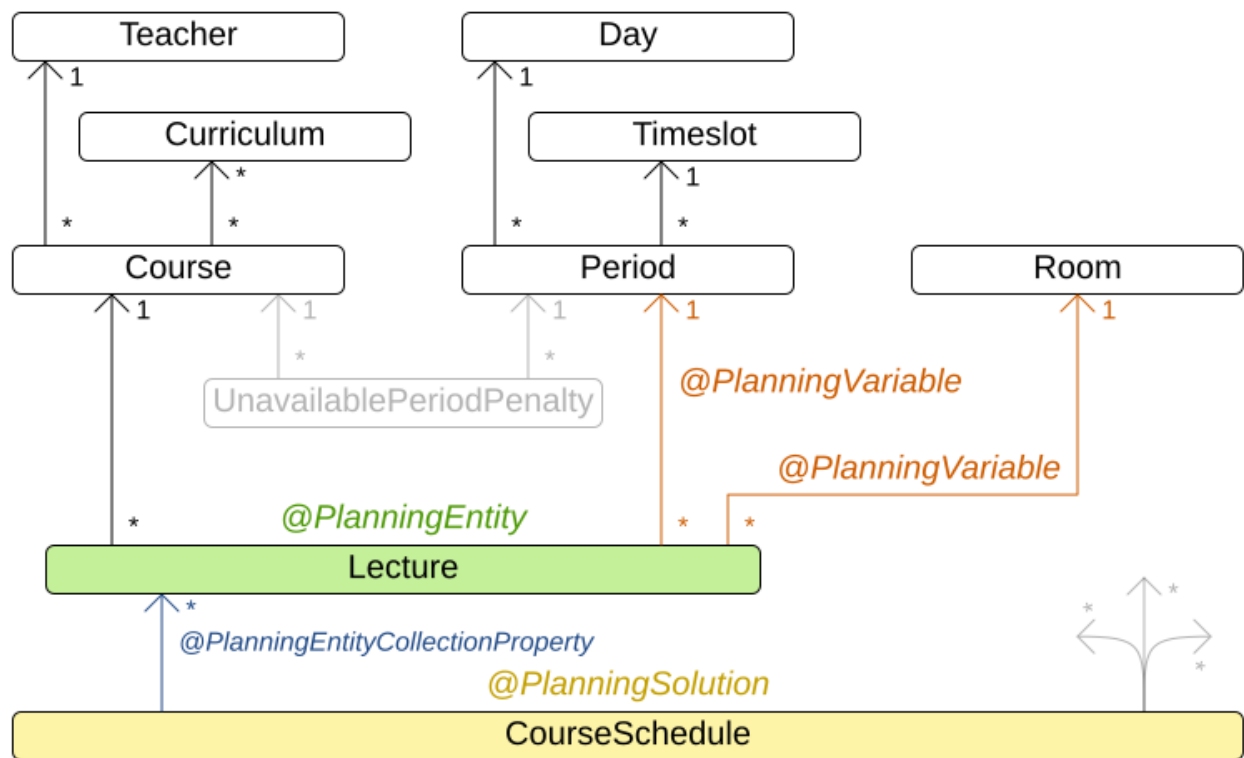 Teacher
Day
1
1
Curriculum
Timeslot
*
1
*
*
*
*
Course
Period
Room
1
1
1
1
1
*
*
@PlanningVariable
UnavailablePeriodPenalty
@PlanningVariable
@PlanningEntity
*
*
*
Lecture
*
*
*
*
@PlanningEntityCollectionProperty
@PlanningSolution
CourseSchedule